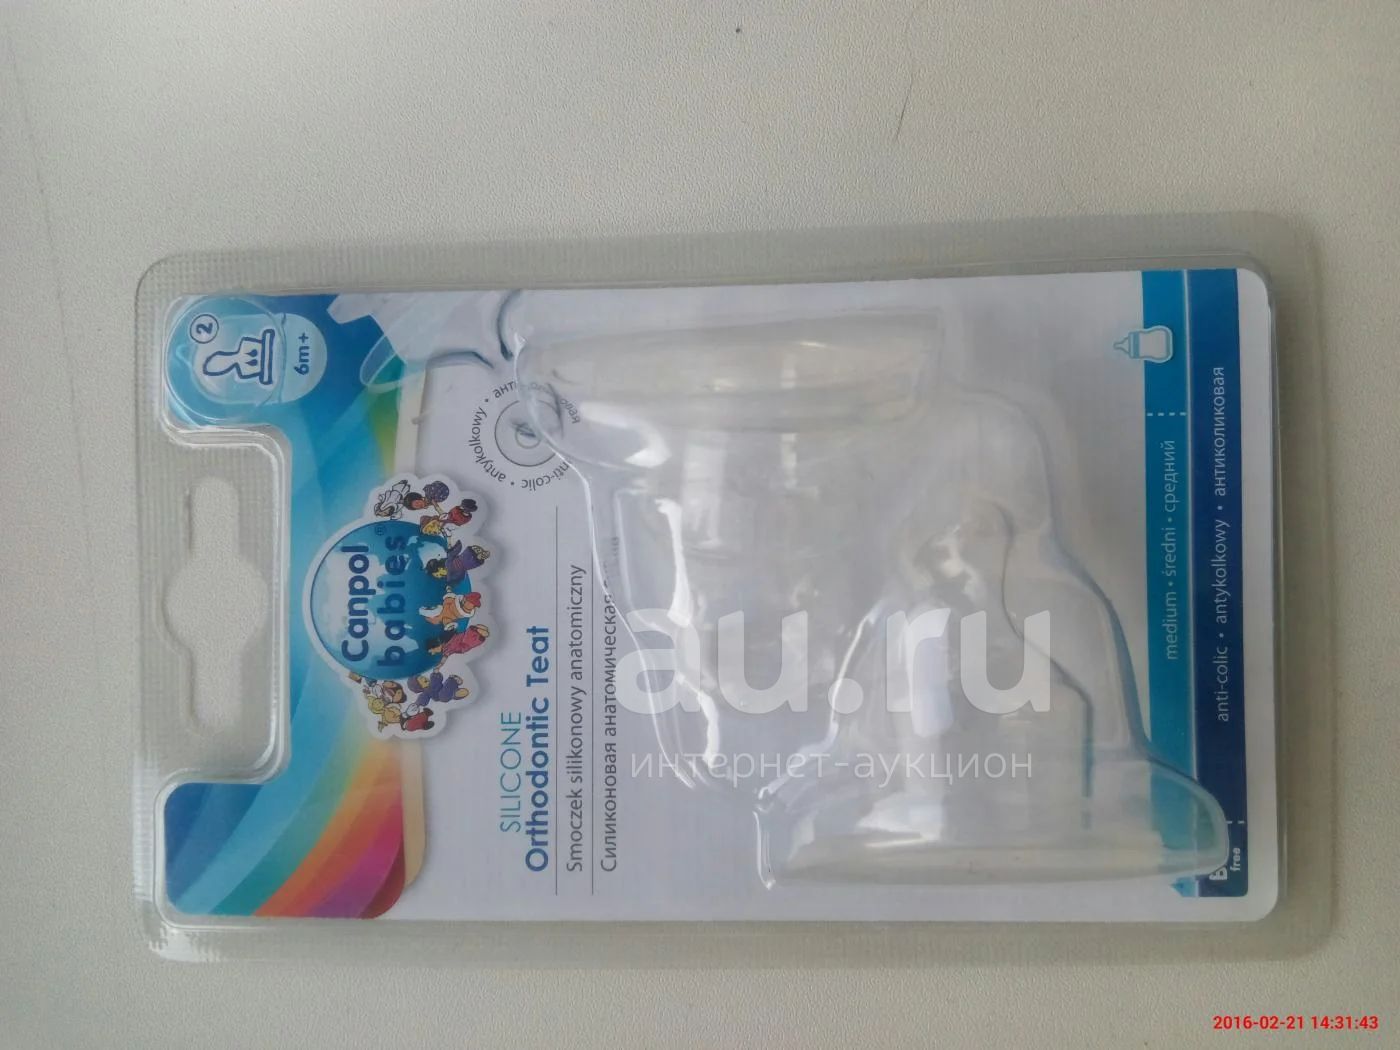 2
6m+
Canpol
babies®
anti-colic • antykolkowy •
SILICONE
Orthodontic Teat
Smoczek silikonowy anatomiczny
Силиконовая анатомическая
medium • średni • средний
anti-colic • antykolkowy • антиколиковая
free
au.ru
интернет-аукцион
2016-02-21 14:31:43